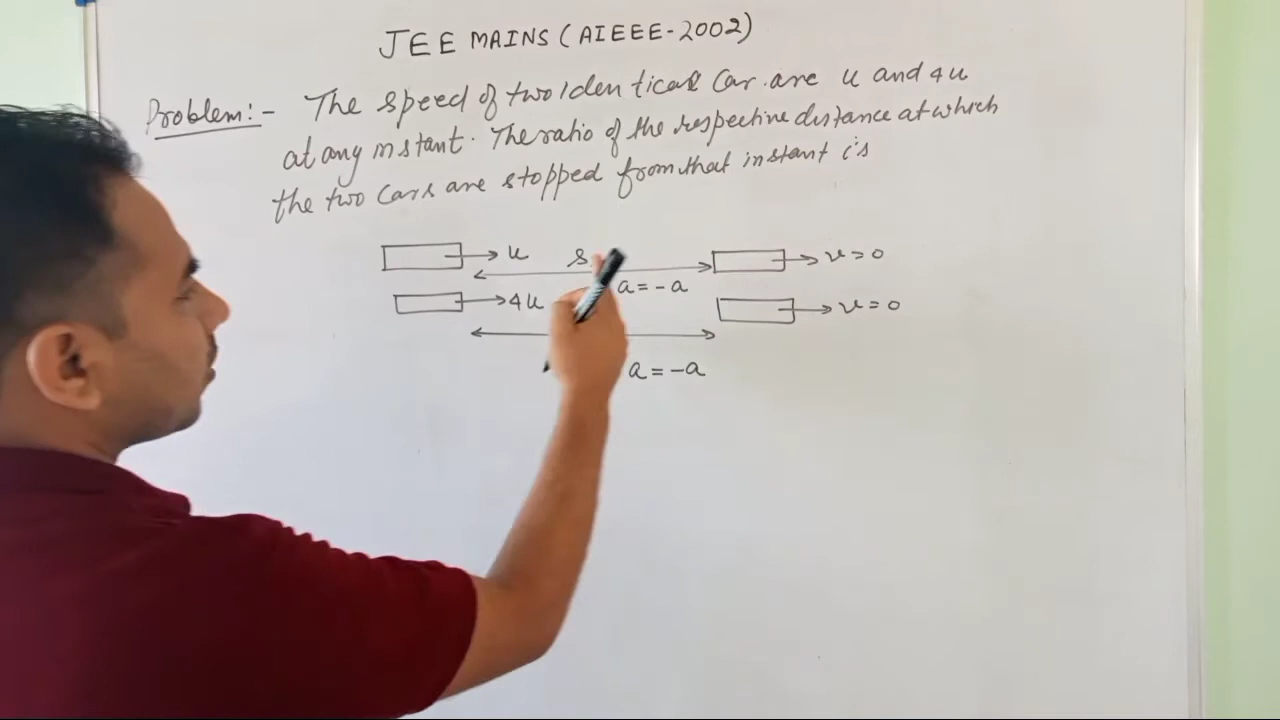 JEE MAINS (AIEEE-2002)
Problem:- The speed of two identical Car are u and 4u
at any instant. The ratio of the respective distance at which
the two Cars are stopped from that instant is
u s v=0
a=-a
4u v=0
a=-a